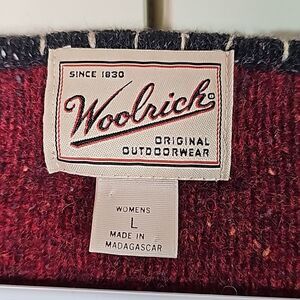 SINCE 1830
Woolrich®
ORIGINAL
OUTDOORWEAR
WOMENS
L
MADE IN
MADAGASCAR